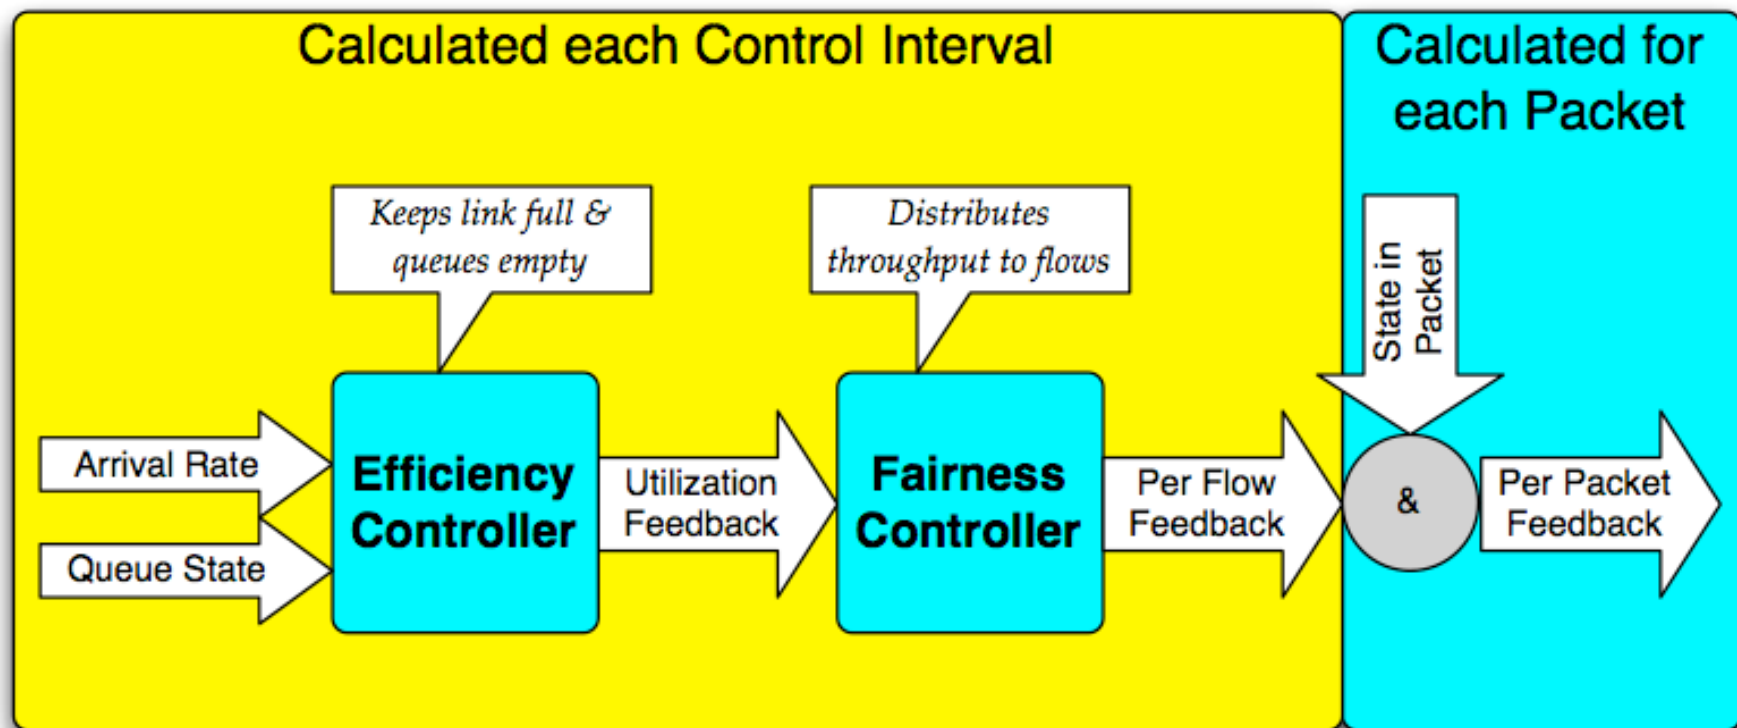 Calculated each Control Interval
Calculated for
each Packet
Keeps link full &
queues empty
Distributes
throughput to flows
State in
Packet
Arrival Rate
Queue State
Efficiency
Controller
Utilization
Feedback
Fairness
Controller
Per Flow
Feedback
&
Per Packet
Feedback